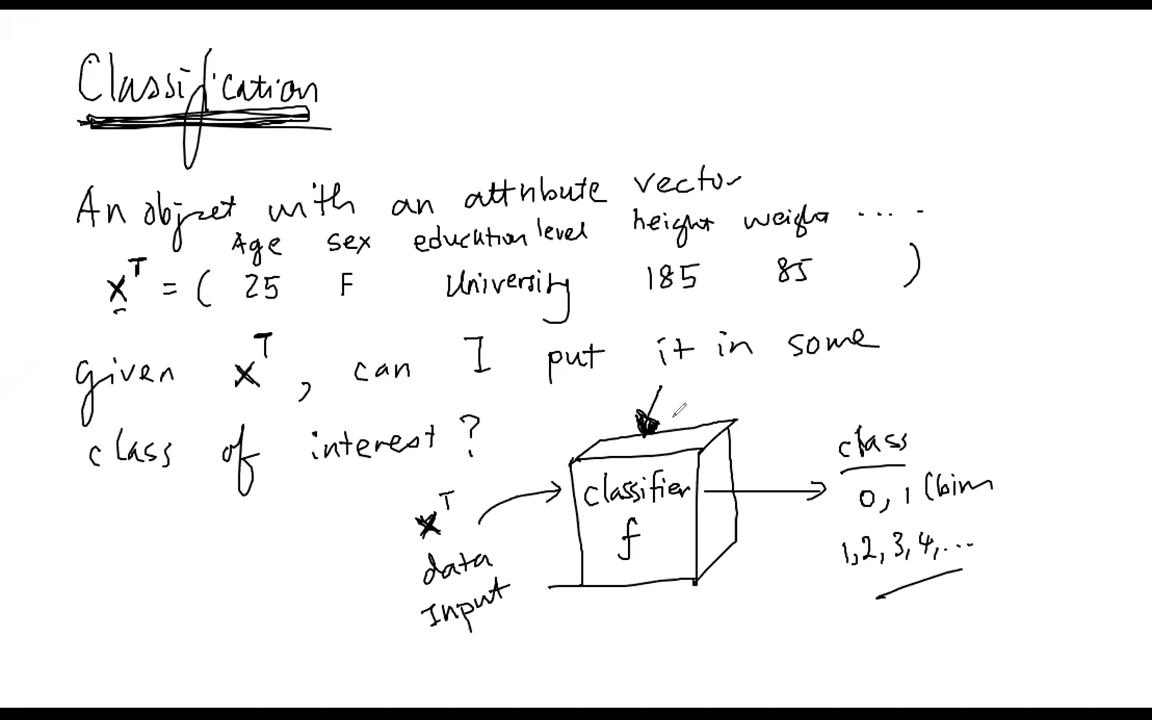 Classification
An object with an attribute vector
Age sex education level height weight ....
x^T = ( 25 F University 185 85 )
given x^T, can I put it in some
class of interest?
x^T
data
Input
classifier
f
class
0, 1 (bin
1,2,3,4,...